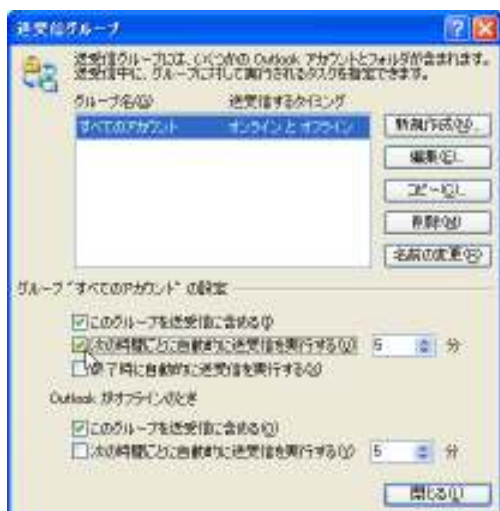 送受信グループ
送受信グループには、いくつかの Outlook アカウントとフォルダが含まれます。
送受信中に、グループに対して実行されるタスクを指定できます。
グループ名(G) 送受信するタイミング
すべてのアカウント オンライン と オフライン
新規作成(N)...
編集(E)...
コピー(C)...
削除(M)
名前の変更(R)
グループ "すべてのアカウント" の設定
このグループを送受信に含める(I)
次の時間ごとに自動的に送受信を実行する(U) 5 分
終了時に自動的に送受信を実行する(X)
Outlook がオフラインのとき
このグループを送受信に含める(O)
次の時間ごとに自動的に送受信を実行する(V) 5 分
閉じる(L)